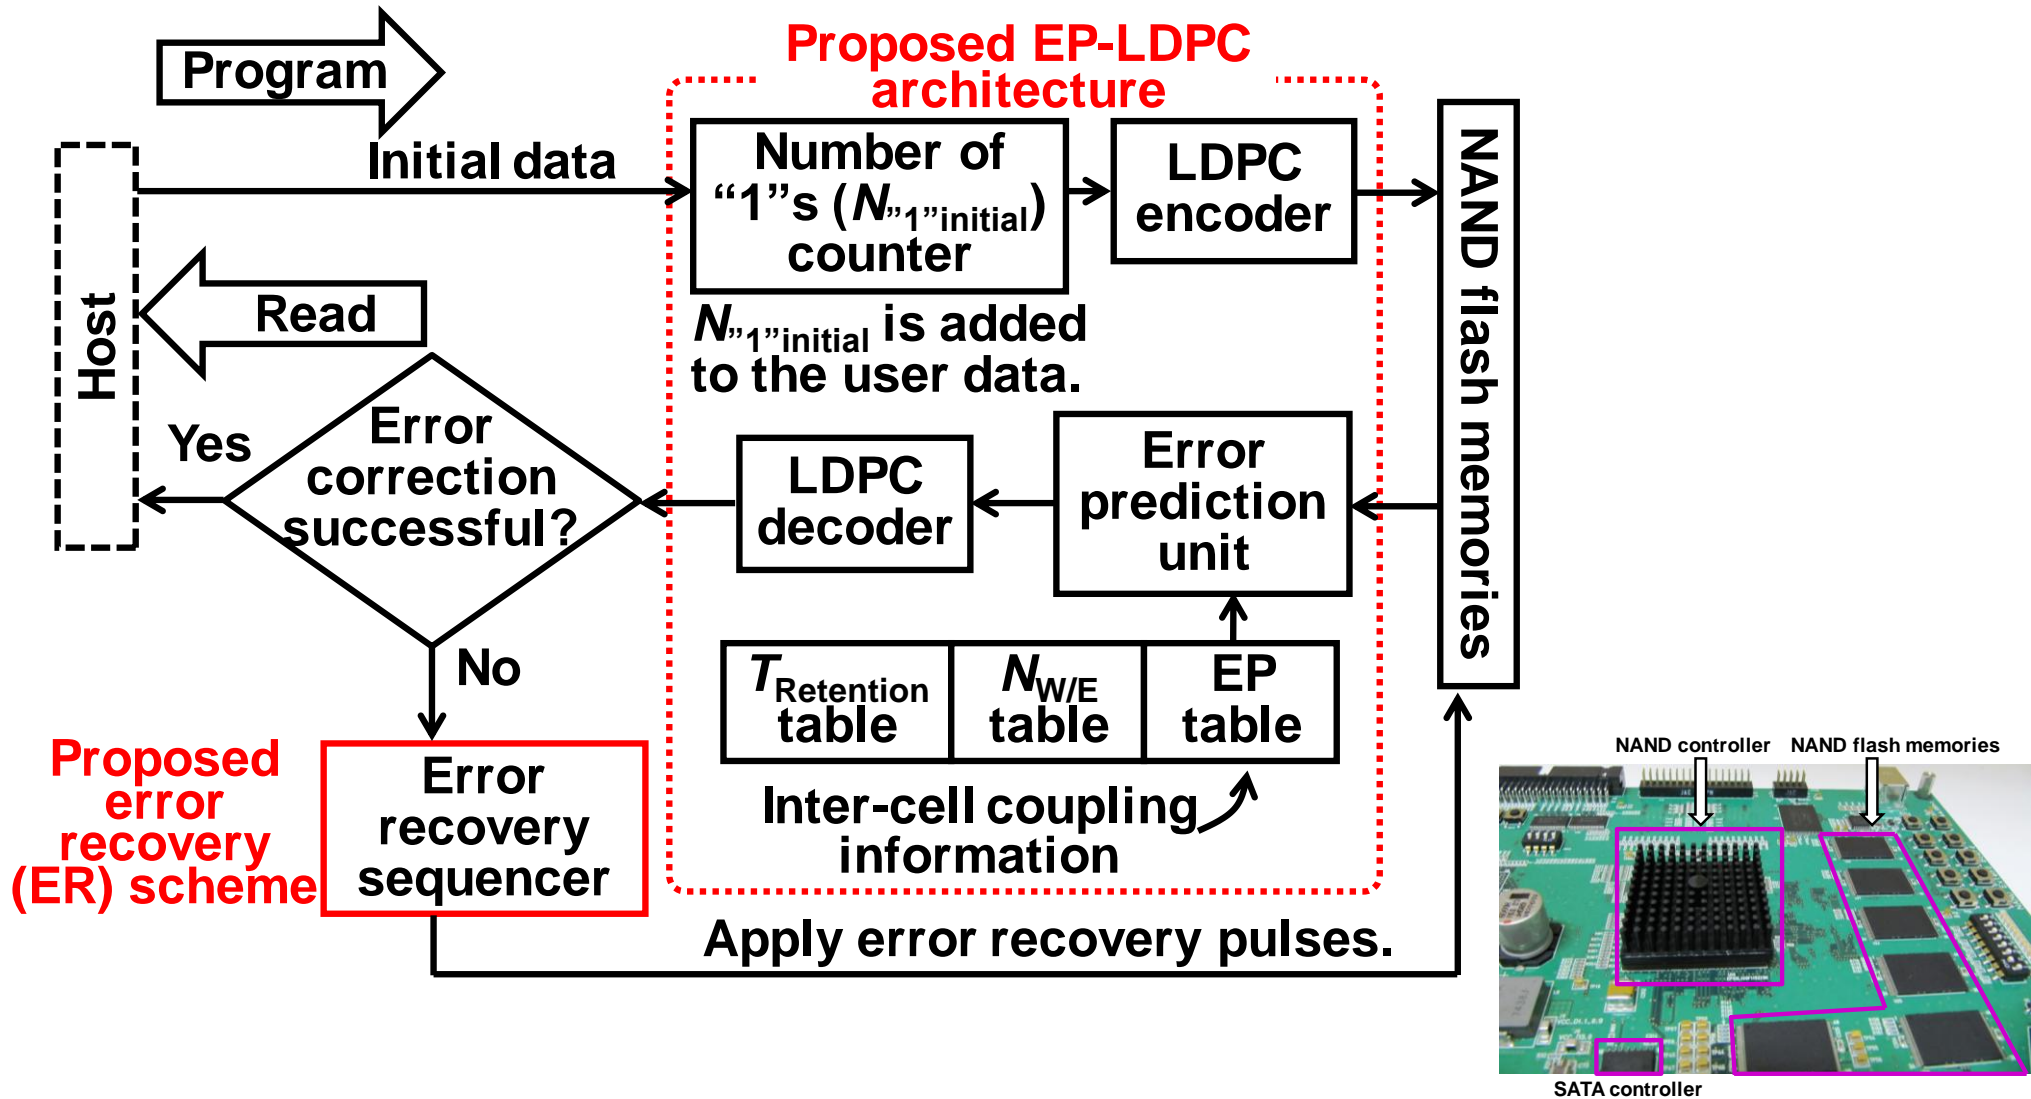 Program
Proposed EP-LDPC
architecture
Initial data
Number of
“1”s (N”1”initial)
counter
LDPC
encoder
NAND flash memories
Host
Read
N”1”initial is added
to the user data.
Yes
Error
correction
successful?
LDPC
decoder
Error
prediction
unit
No
TRetention
table
NW/E
table
EP
table
Inter-cell coupling
information
Proposed
error
recovery
(ER) scheme
Error
recovery
sequencer
Apply error recovery pulses.
NAND controller
NAND flash memories
SATA controller